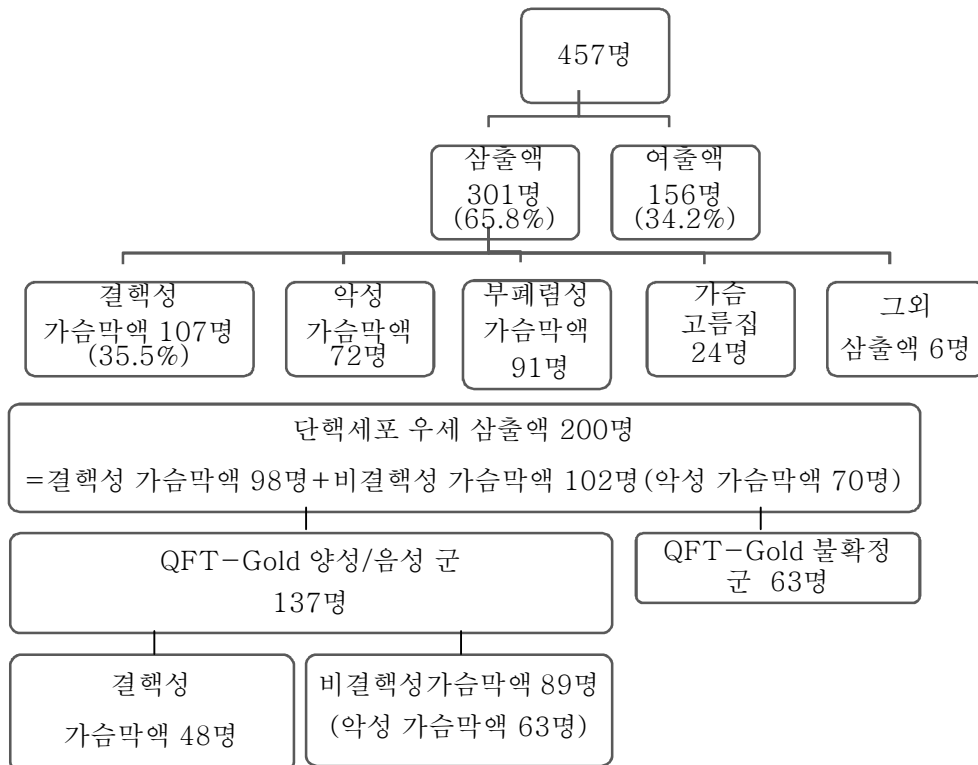 457명
삼출액
301명
(65.8%)
여출액
156명
(34.2%)
결핵성
가슴막액 107명
(35.5%)
악성
가슴막액
72명
부폐렴성
가슴막액
91명
가슴
고름집
24명
그외
삼출액 6명
단핵세포 우세 삼출액 200명
=결핵성 가슴막액 98명+비결핵성 가슴막액 102명(악성 가슴막액 70명)
QFT-Gold 양성/음성 군
137명
QFT-Gold 불확정
군 63명
결핵성
가슴막액 48명
비결핵성가슴막액 89명
(악성 가슴막액 63명)